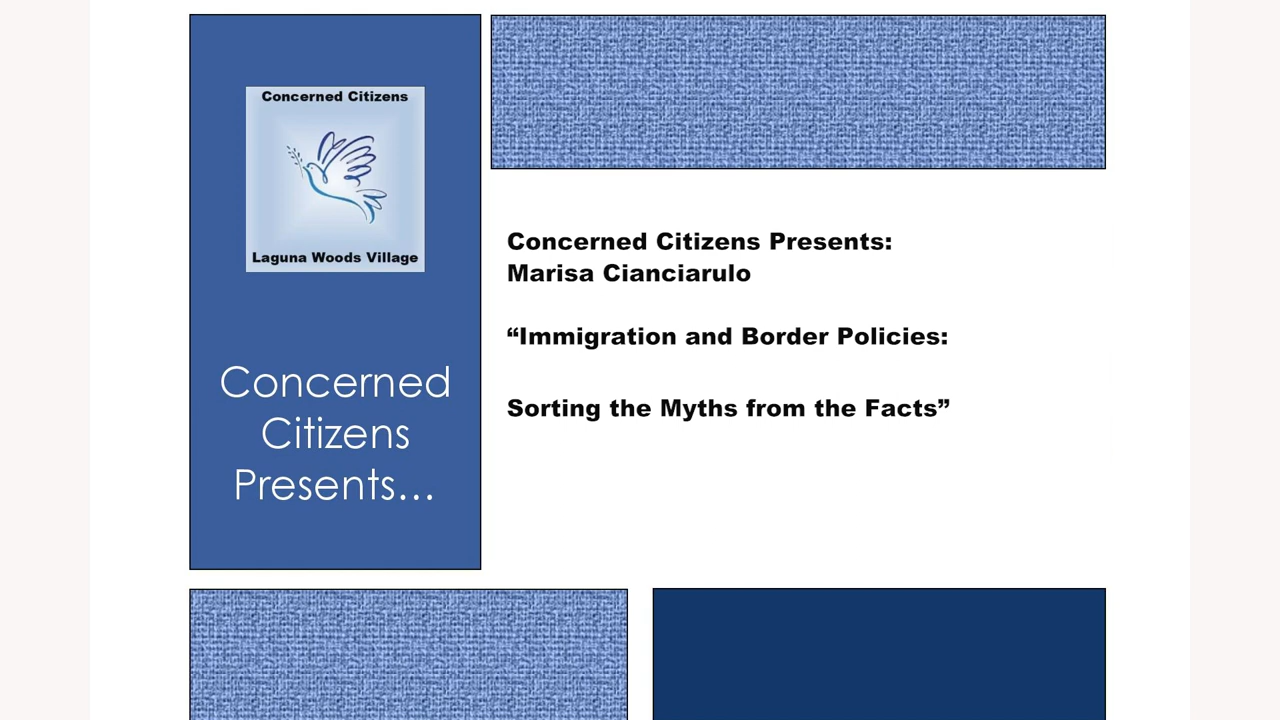 Concerned Citizens
Laguna Woods Village
Concerned
Citizens
Presents...
Concerned Citizens Presents:
Marisa Cianciarulo
“Immigration and Border Policies:
Sorting the Myths from the Facts”